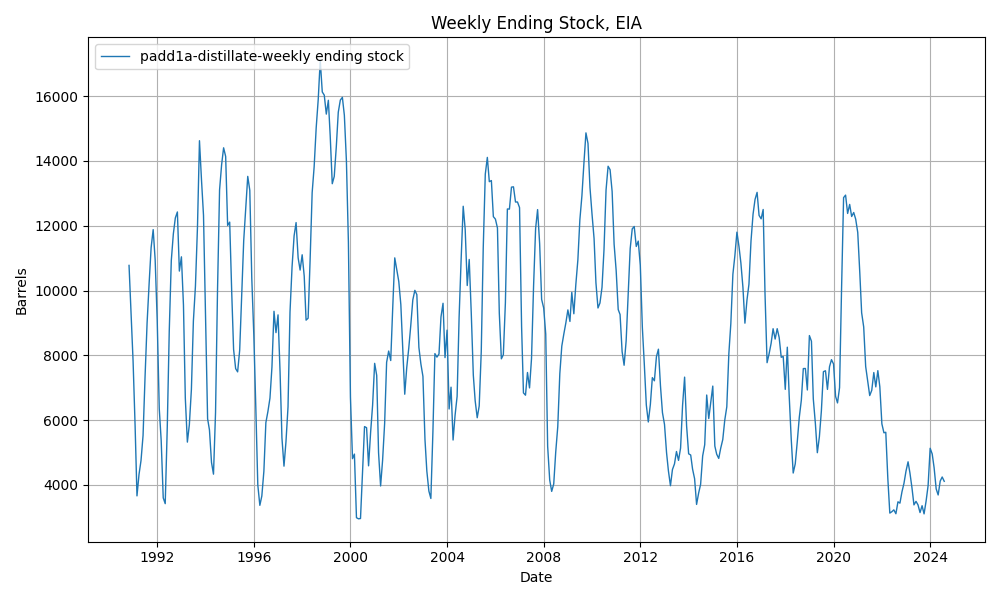 Weekly Ending Stock, EIA
padd1a-distillate-weekly ending stock
Barrels
16000
14000
12000
10000
8000
6000
4000
1992 1996 2000 2004 2008 2012 2016 2020 2024
Date